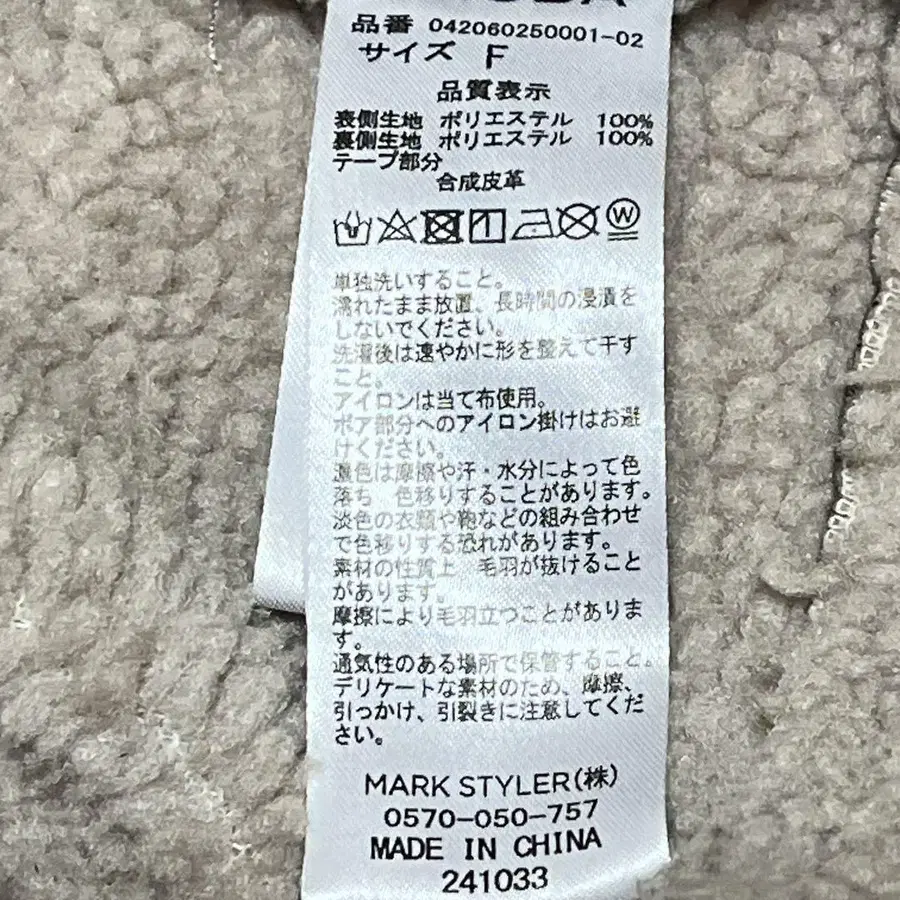 品番 042060250001-02
サイズ F
品質表示
表側生地 ポリエステル 100%
裏側生地 ポリエステル 100%
テープ部分
合成皮革
W
単独洗いすること。
濡れたまま放置、長時間の浸漬を
しないでください。
洗濯後は速やかに形を整えて干す
こと。
アイロンは当て布使用。
ボア部分へのアイロン掛けはお避
けください。
濃色は摩擦や汗・水分によって色
落ち 色移りすることがあります。
淡色の衣類や鞄などの組み合わせ
で色移りする恐れがあります。
素材の性質上 毛羽が抜けること
があります。
摩擦により毛羽立つことがありま
す。
通気性のある場所で保管すること。
デリケートな素材のため、摩擦、
引っかけ、引裂きに注意してくだ
さい。
MARK STYLER(株)
0570-050-757
MADE IN CHINA
241033